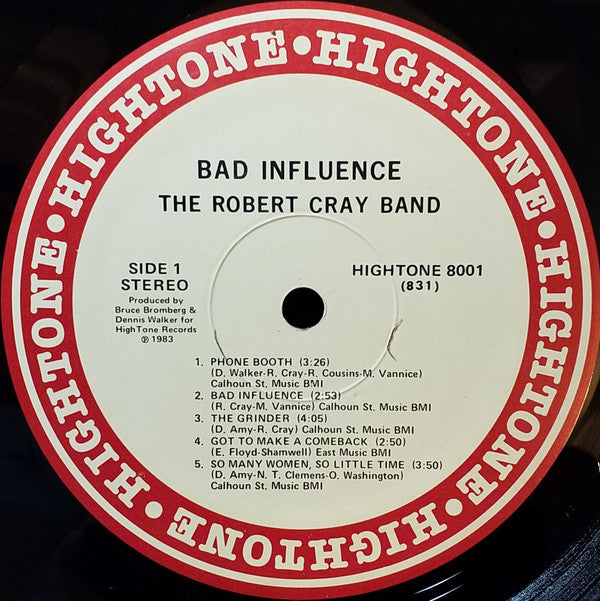 HIGHTONE • HIGHTONE • HIGHTONE • HIGHTONE • HIGHTONE • HIGHTONE • HIGHTONE •
BAD INFLUENCE
THE ROBERT CRAY BAND
SIDE 1
STEREO
Produced by
Bruce Bromberg &
Dennis Walker for
HighTone Records
℗ 1983
HIGHTONE 8001
(831)
1. PHONE BOOTH (3:26)
(D. Walker-R, Cray-R, Cousins-M. Vannice)
Calhoun St. Music BMI
2. BAD INFLUENCE (2:53)
(R. Cray-M. Vannice) Calhoun St. Music BMI
3. THE GRINDER (4:05)
(D. Amy-R. Cray) Calhoun St. Music BMI
4. GOT TO MAKE A COMEBACK (2:50)
(E. Floyd-Shamwell) East Music BMI
5. SO MANY WOMEN, SO LITTLE TIME (3:50)
(D. Amy-N. T. Clemens-O. Washington)
Calhoun St. Music BMI